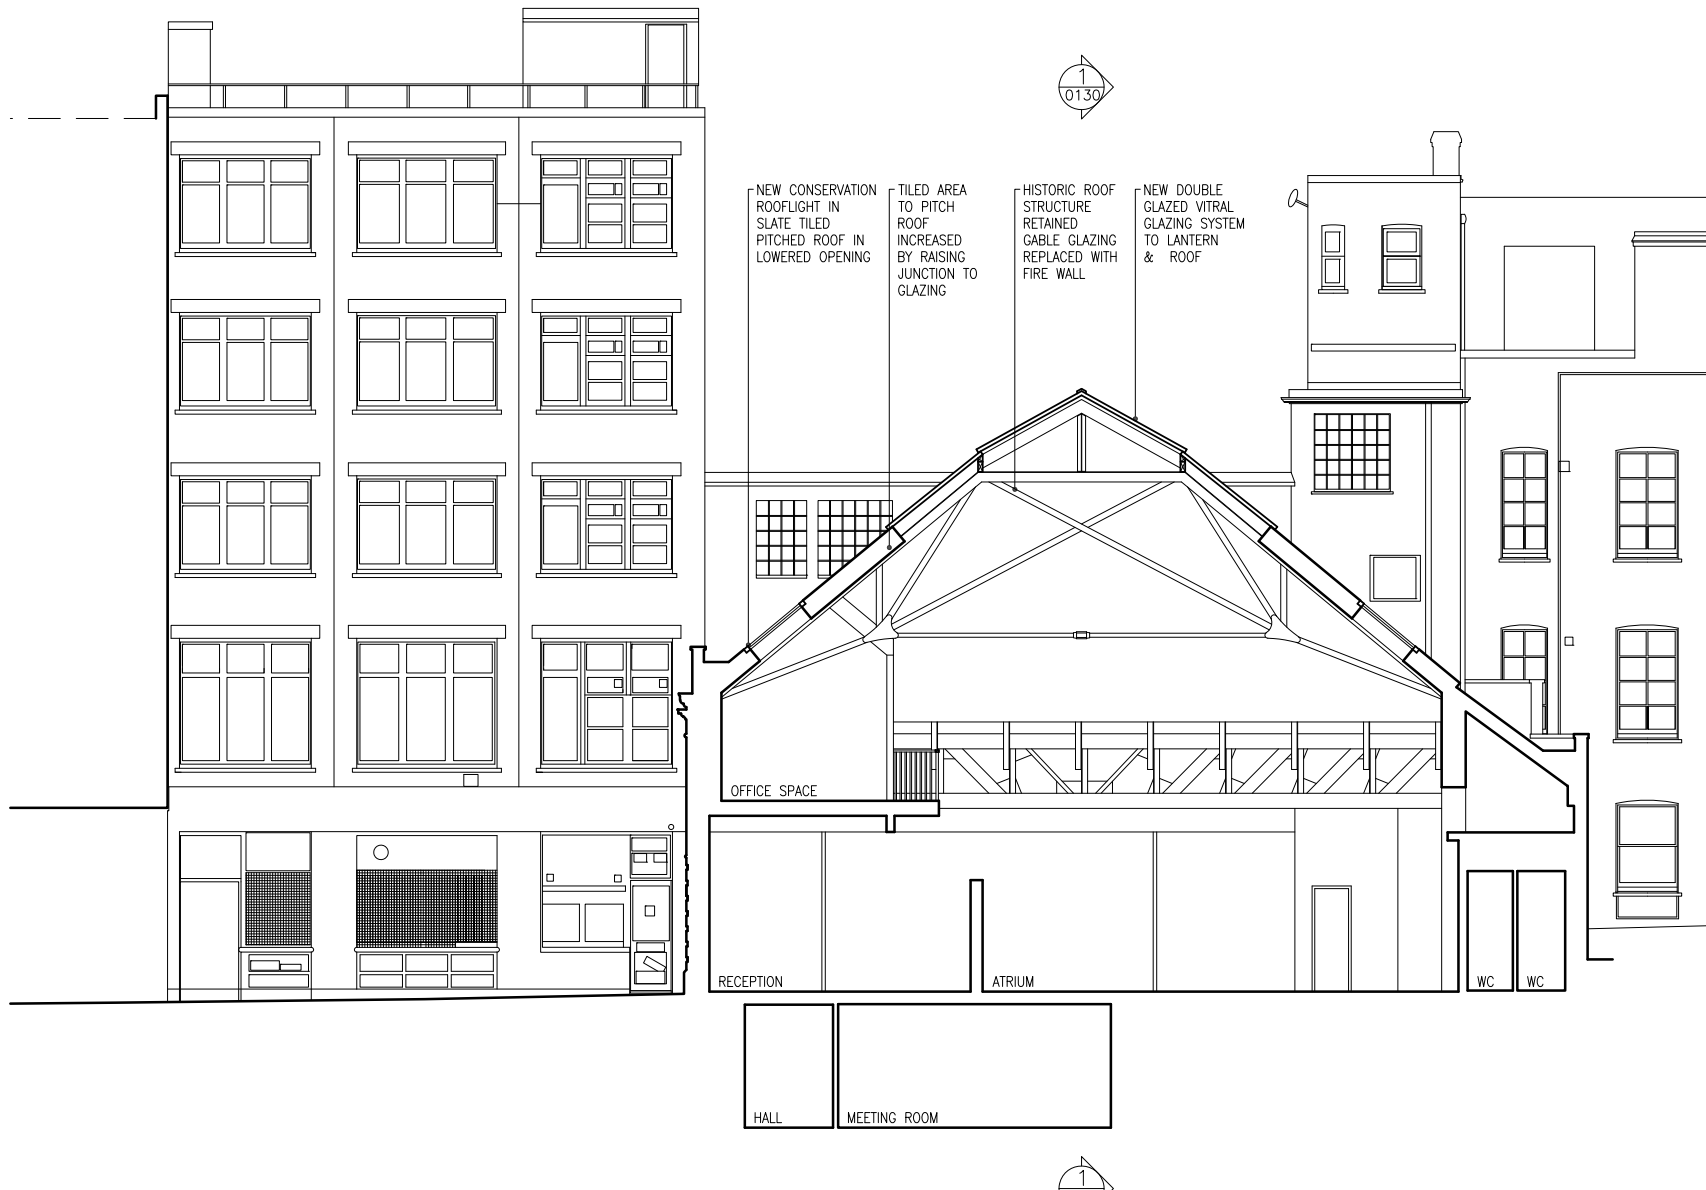 1
0130
NEW CONSERVATION
ROOFLIGHT IN
SLATE TILED
PITCHED ROOF IN
LOWERED OPENING
TILED AREA
TO PITCH
ROOF
INCREASED
BY RAISING
JUNCTION TO
GLAZING
HISTORIC ROOF
STRUCTURE
RETAINED
GABLE GLAZING
REPLACED WITH
FIRE WALL
NEW DOUBLE
GLAZED VITRAL
GLAZING SYSTEM
TO LANTERN
& ROOF
OFFICE SPACE
RECEPTION
ATRIUM
WC
WC
HALL
MEETING ROOM
1